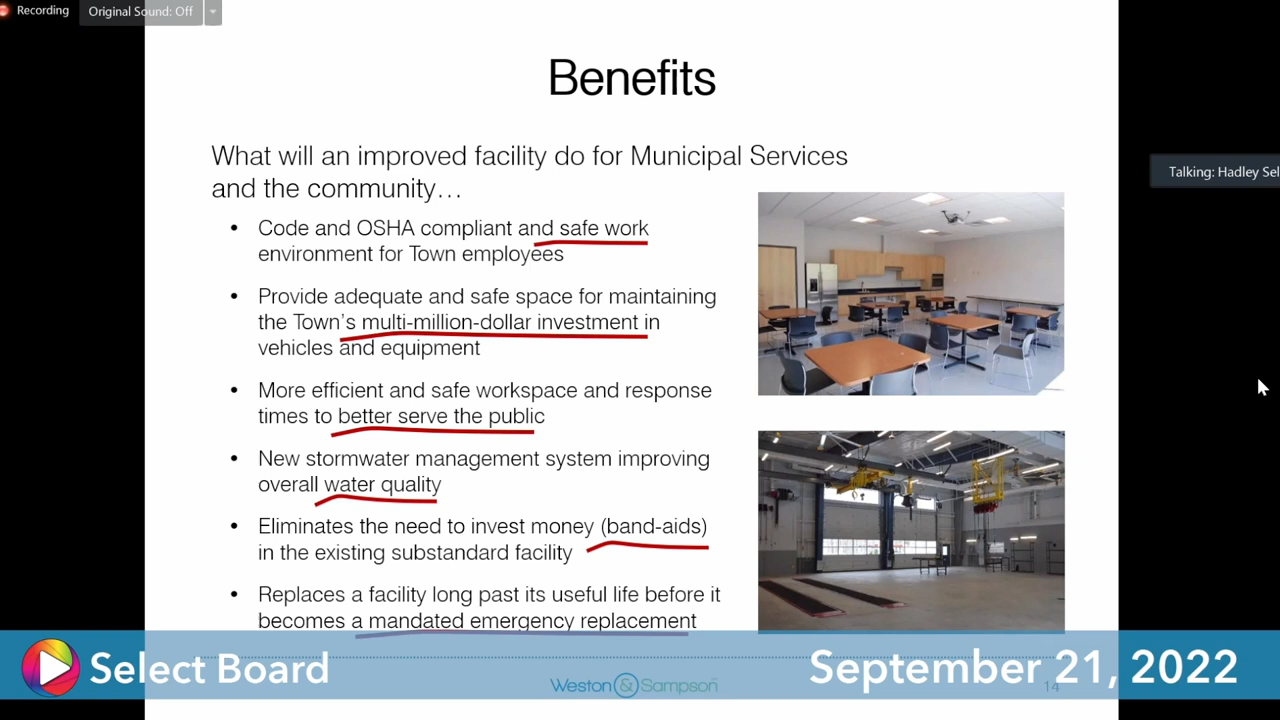 Recording
Original Sound: Off
Benefits
What will an improved facility do for Municipal Services
and the community…
Talking: Hadley Sel
• Code and OSHA compliant and safe work
environment for Town employees
• Provide adequate and safe space for maintaining
the Town's multi-million-dollar investment in
vehicles and equipment
• More efficient and safe workspace and response
times to better serve the public
• New stormwater management system improving
overall water quality
• Eliminates the need to invest money (band-aids)
in the existing substandard facility
• Replaces a facility long past its useful life before it
becomes a mandated emergency replacement
Select Board
September 21, 2022
Weston & Sampson
14